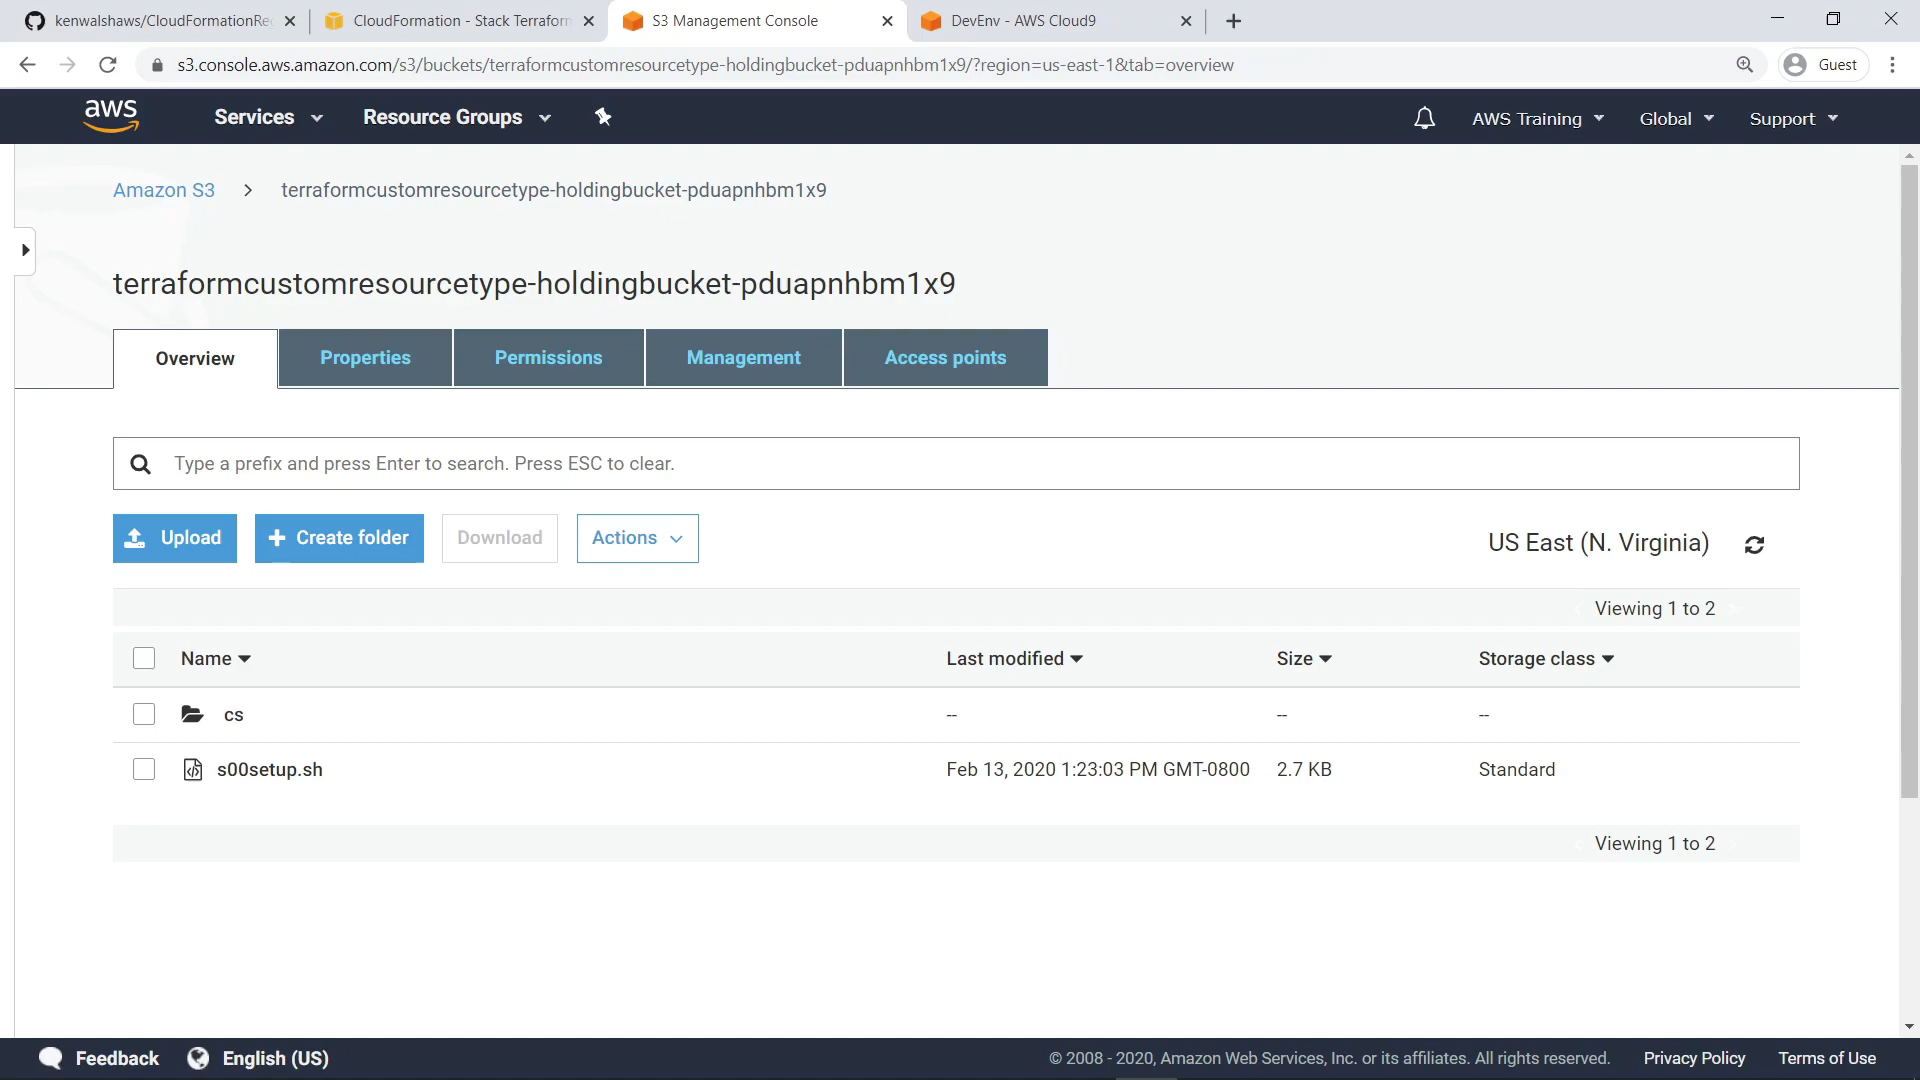 kenwalshaws/CloudFormationReg
CloudFormation - Stack Terraform
S3 Management Console
DevEnv - AWS Cloud9
s3.console.aws.amazon.com/s3/buckets/terraformcustomresourcetype-holdingbucket-pduapnhbm1x9/?region=us-east-1&tab=overview
Guest
aws
Services
Resource Groups
AWS Training
Global
Support
Amazon S3 > terraformcustomresourcetype-holdingbucket-pduapnhbm1x9
terraformcustomresourcetype-holdingbucket-pduapnhbm1x9
Overview
Properties
Permissions
Management
Access points
Type a prefix and press Enter to search. Press ESC to clear.
Upload
+ Create folder
Download
Actions
US East (N. Virginia)
Viewing 1 to 2
Name Last modified Size Storage class
cs -- -- --
s00setup.sh Feb 13, 2020 1:23:03 PM GMT-0800 2.7 KB Standard
Viewing 1 to 2
Feedback
English (US)
© 2008 - 2020, Amazon Web Services, Inc. or its affiliates. All rights reserved.
Privacy Policy
Terms of Use